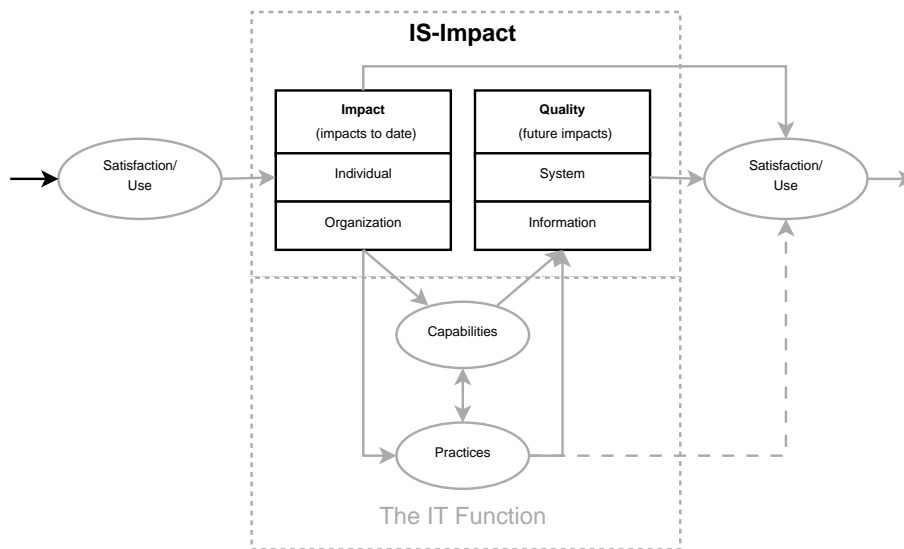 IS-Impact
Impact
(impacts to date)
Individual
Organization
Quality
(future impacts)
System
Information
Satisfaction/
Use
Satisfaction/
Use
Capabilities
Practices
The IT Function